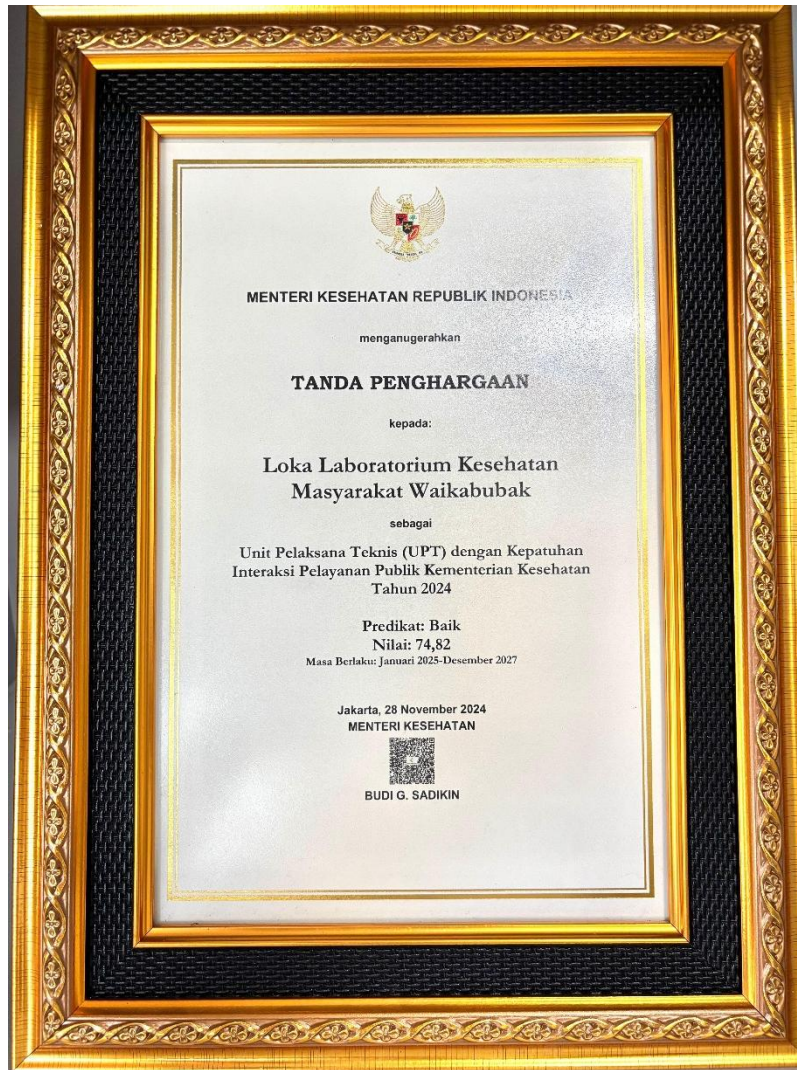 MENTERI KESEHATAN REPUBLIK INDONESIA
menganugerahkan
TANDA PENGHARGAAN
kepada:
Loka Laboratorium Kesehatan
Masyarakat Waikabubak
sebagai
Unit Pelaksana Teknis (UPT) dengan Kepatuhan
Interaksi Pelayanan Publik Kementerian Kesehatan
Tahun 2024
Predikat: Baik
Nilai: 74,82
Masa Berlaku: Januari 2025-Desember 2027
Jakarta, 28 November 2024
MENTERI KESEHATAN
BUDI G. SADIKIN